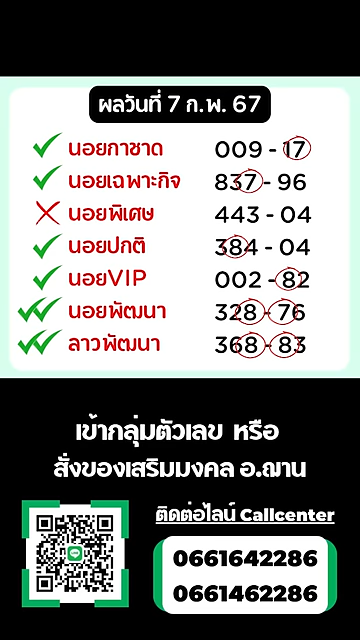 ผลวันที่ 7 ก.พ. 67
นอยกาชาด 009 - 17
นอยเฉพาะกิจ 837 - 96
นอยพิเศษ 443 - 04
นอยปกติ 384 - 04
นอยVIP 002 - 82
นอยพัฒนา 328 - 76
ลาวพัฒนา 368 - 83
เข้ากลุ่มตัวเลข หรือ
สั่งของเสริมมงคล อ.ฌาน
ติดต่อไลน์ Callcenter
0661642286
0661462286